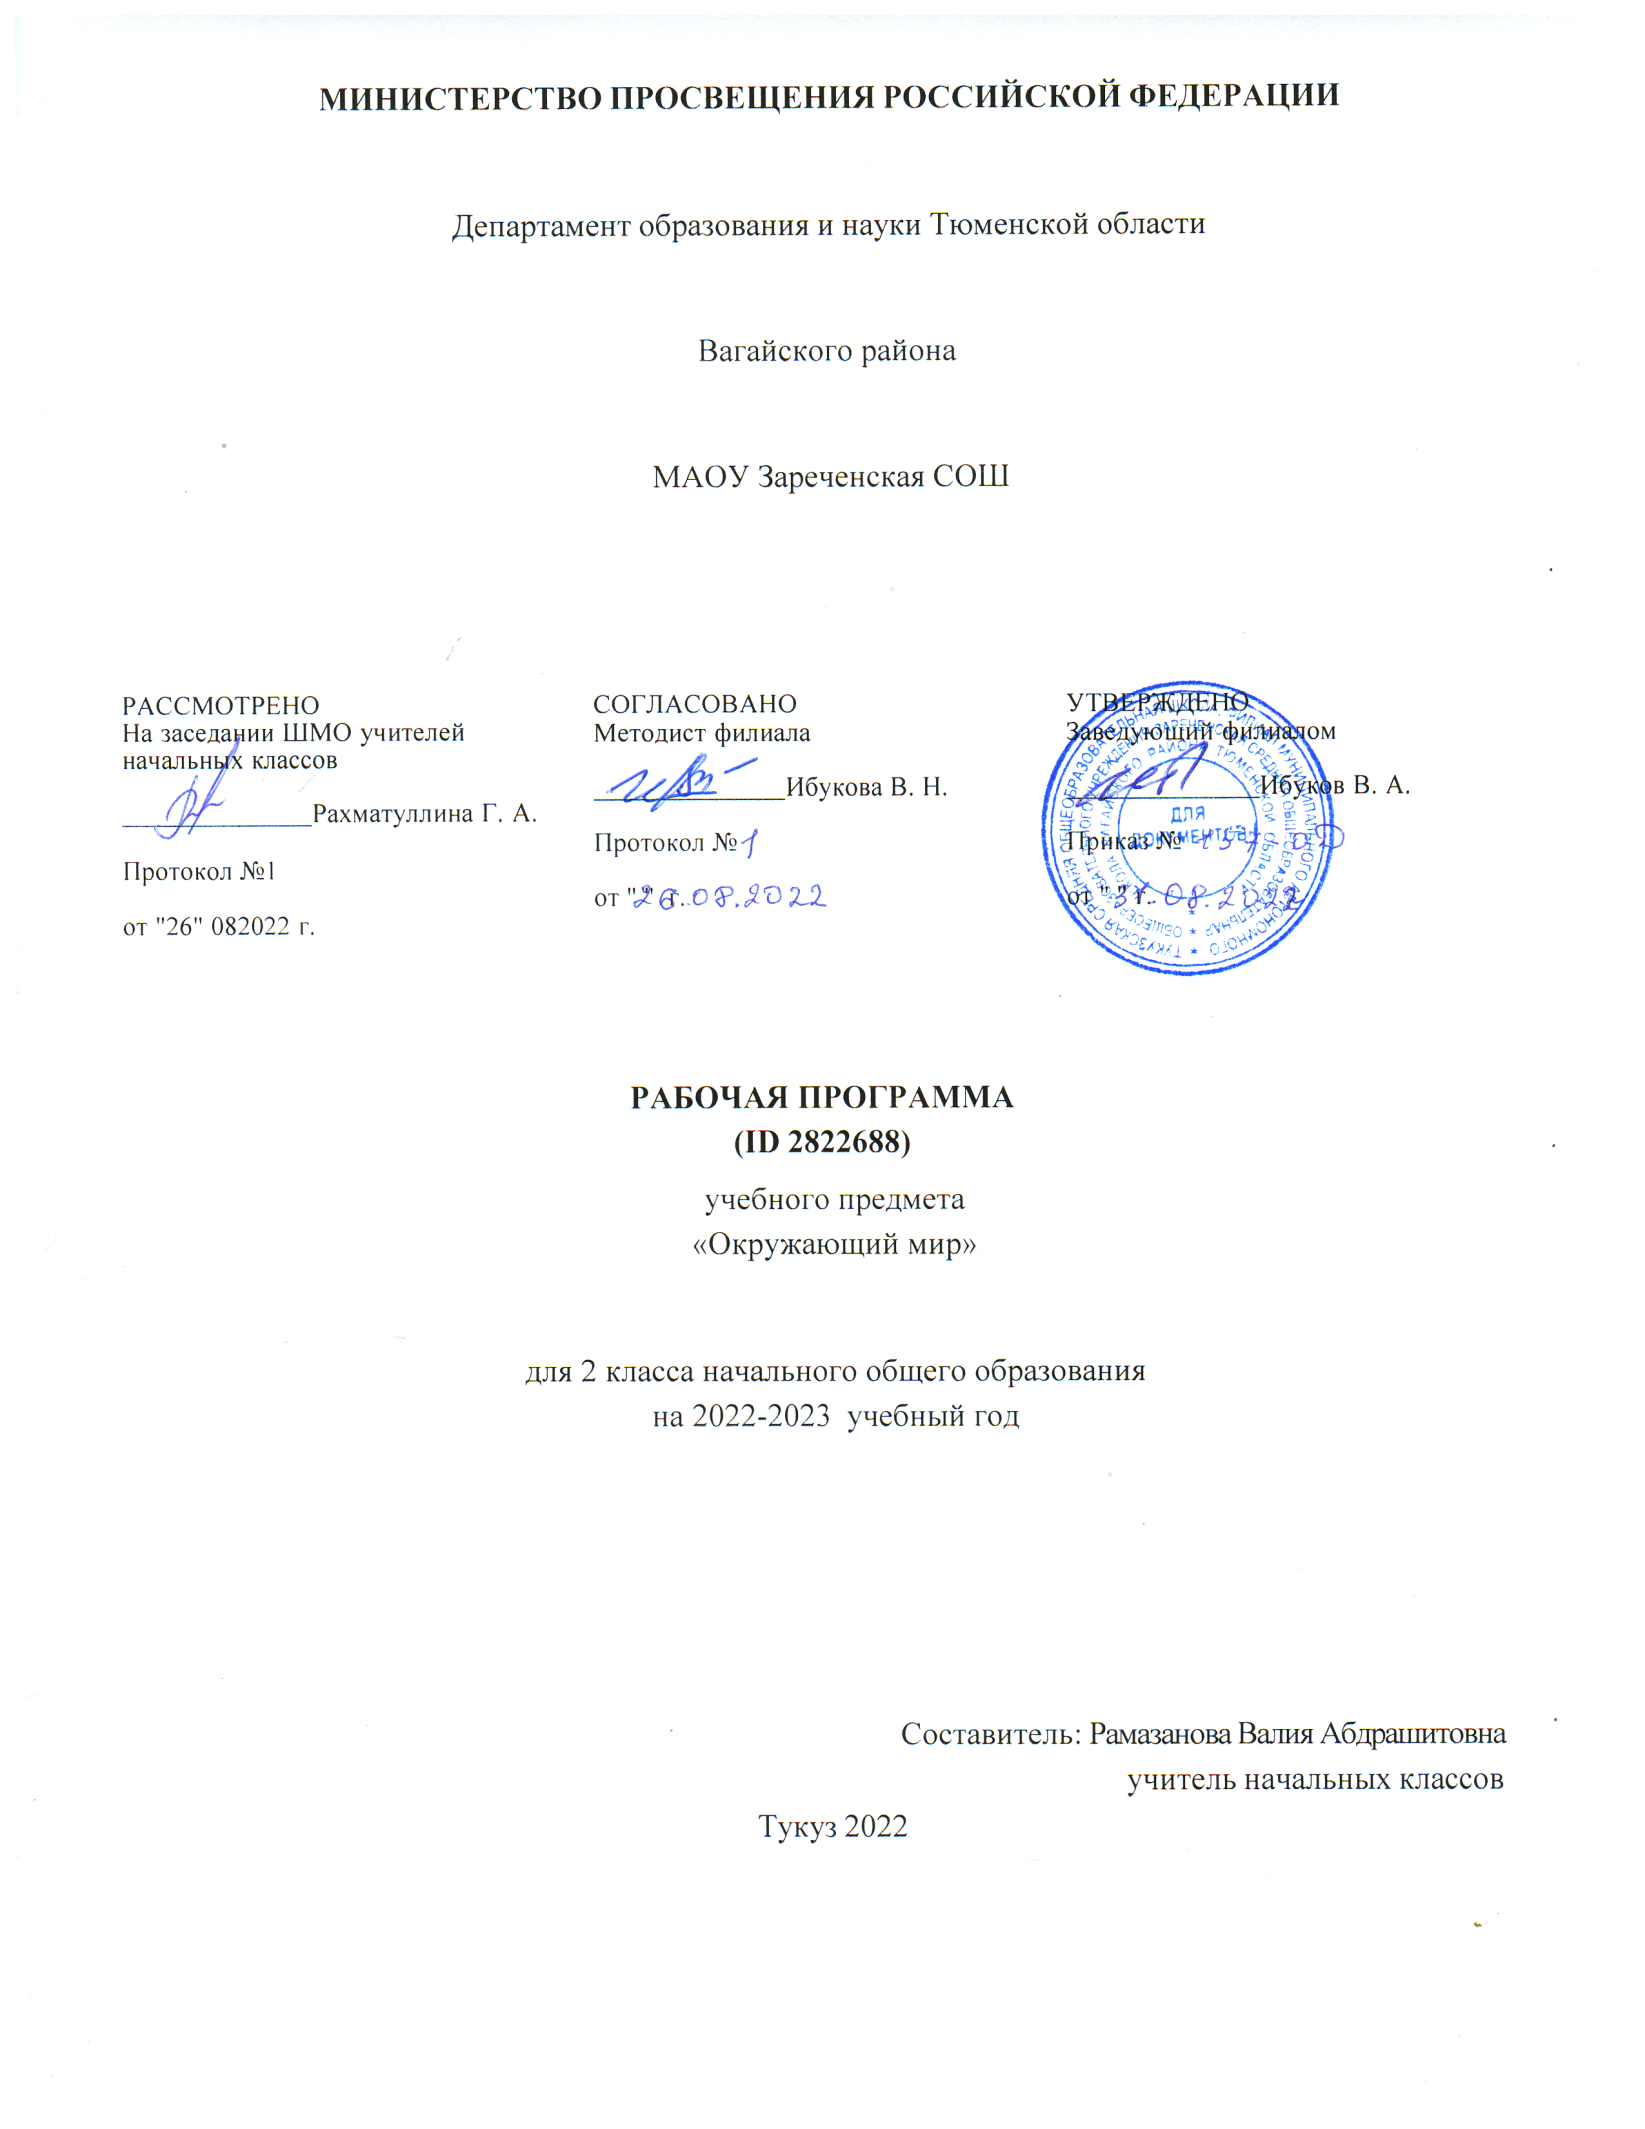 МИНИСТЕРСТВО ПРОСВЕЩЕНИЯ РОССИЙСКОЙ ФЕДЕРАЦИИ
Департамент образования и науки Тюменской области
Вагайского района
МАОУ Зареченская СОШ
РАССМОТРЕНО
На заседании ШМО учителей
начальных классов
Рахматуллина Г. А.
Протокол №1
от "26" 082022 г.
СОГЛАСОВАНО
Методист филиала
Ибукова В. Н.
Протокол №1
от "" г. 26.08.2022
УТВЕРЖДЕНО
Заведующий филиалом
Ибуков В. А.
Приказ №
от "" г. 31.08.2022
ДЛЯ
ДОКУМЕНТОВ
РАБОЧАЯ ПРОГРАММА
(ID 2822688)
учебного предмета
«Окружающий мир»
для 2 класса начального общего образования
на 2022-2023 учебный год
Составитель: Рамазанова Валия Абдрашитовна
учитель начальных классов
Тукуз 2022